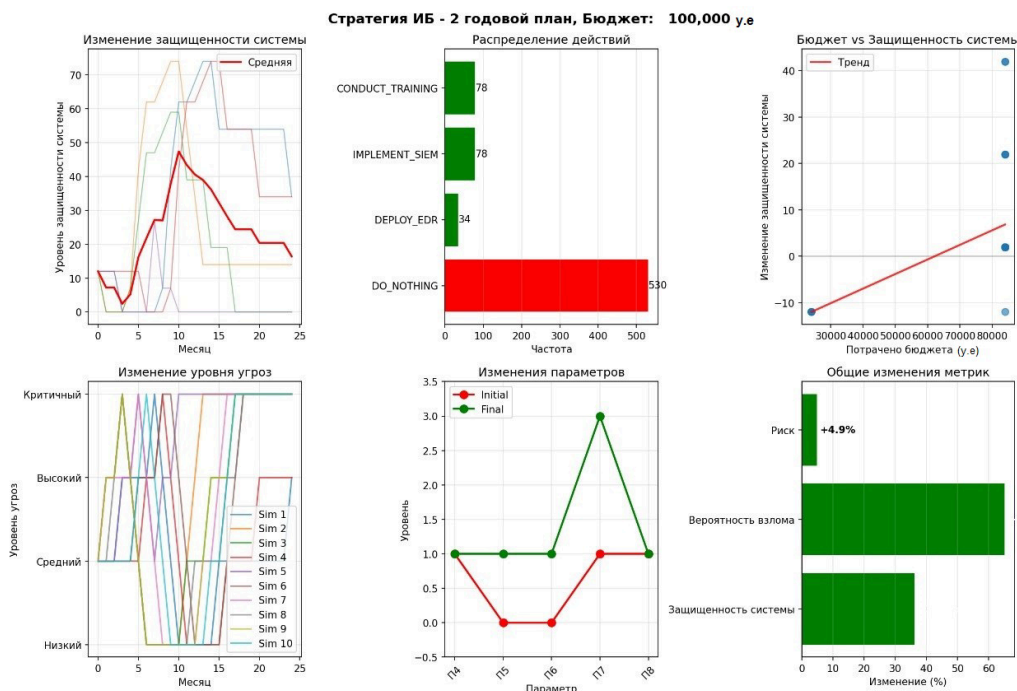 Стратегия ИБ - 2 годовой план, Бюджет: 100,000 у.е
Изменение защищенности системы
Уровень защищенности системы
70
60
50
40
30
20
10
0
Средняя
0 5 10 15 20 25
Месяц
Распределение действий
CONDUCT_TRAINING
78
IMPLEMENT_SIEM
78
DEPLOY_EDR
34
DO_NOTHING
530
0 100 200 300 400 500
Частота
Бюджет vs Защищенность системы
Изменение защищенности системы
40
30
20
10
0
−10
Тренд
30000 40000 50000 60000 70000 80000
Потрачено бюджета (у.е)
Изменение уровня угроз
Уровень угроз
Критичный
Высокий
Средний
Низкий
Sim 1
Sim 2
Sim 3
Sim 4
Sim 5
Sim 6
Sim 7
Sim 8
Sim 9
Sim 10
0 5 10 15 20 25
Месяц
Изменения параметров
Уровень
3.5
3.0
2.5
2.0
1.5
1.0
0.5
0.0
−0.5
Initial
Final
П4 П5 П6 П7 П8
Параметр
Общие изменения метрик
Риск
+4.9%
Вероятность взлома
Защищенность системы
0 10 20 30 40 50 60
Изменение (%)